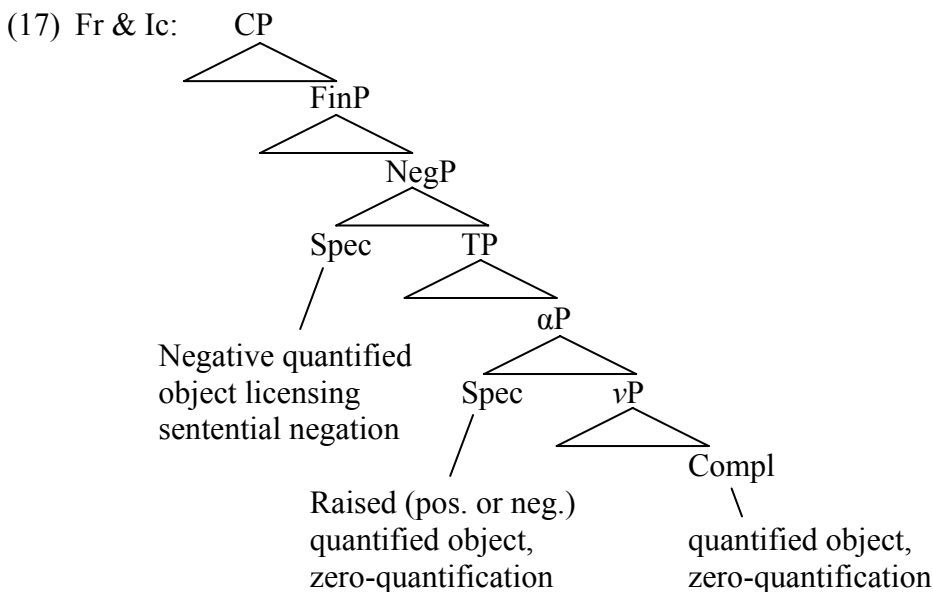 (17) Fr & Ic: CP
FinP
NegP
Spec TP
αP
Negative quantified
object licensing
sentential negation
Spec vP
Compl
Raised (pos. or neg.)
quantified object,
zero-quantification
quantified object,
zero-quantification